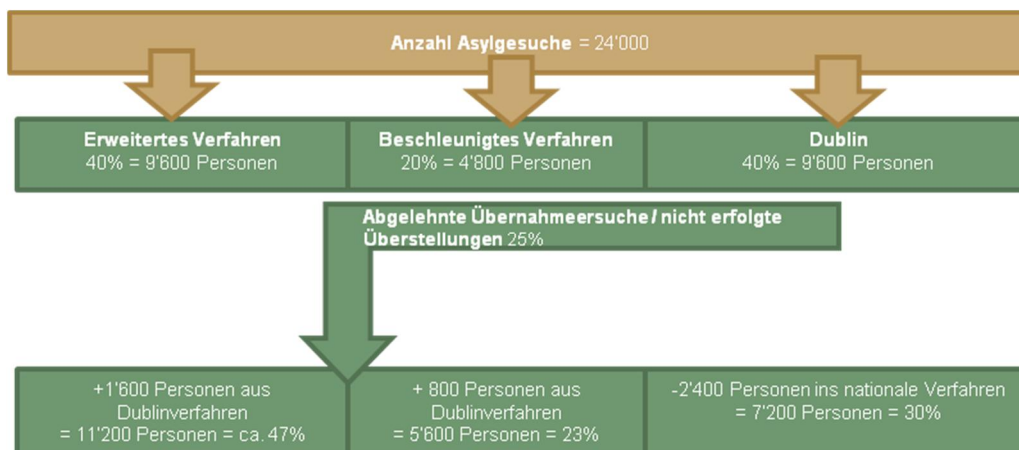 Anzahl Asylgesuche = 24'000
Erweitertes Verfahren
40% = 9'600 Personen
Beschleunigtes Verfahren
20% = 4'800 Personen
Dublin
40% = 9'600 Personen
Abgelehnte Übernahmeersuche / nicht erfolgte
Überstellungen 25%
+1'600 Personen aus
Dublinverfahren
= 11'200 Personen = ca. 47%
+ 800 Personen aus
Dublinverfahren
= 5'600 Personen = 23%
-2'400 Personen ins nationale Verfahren
= 7'200 Personen = 30%